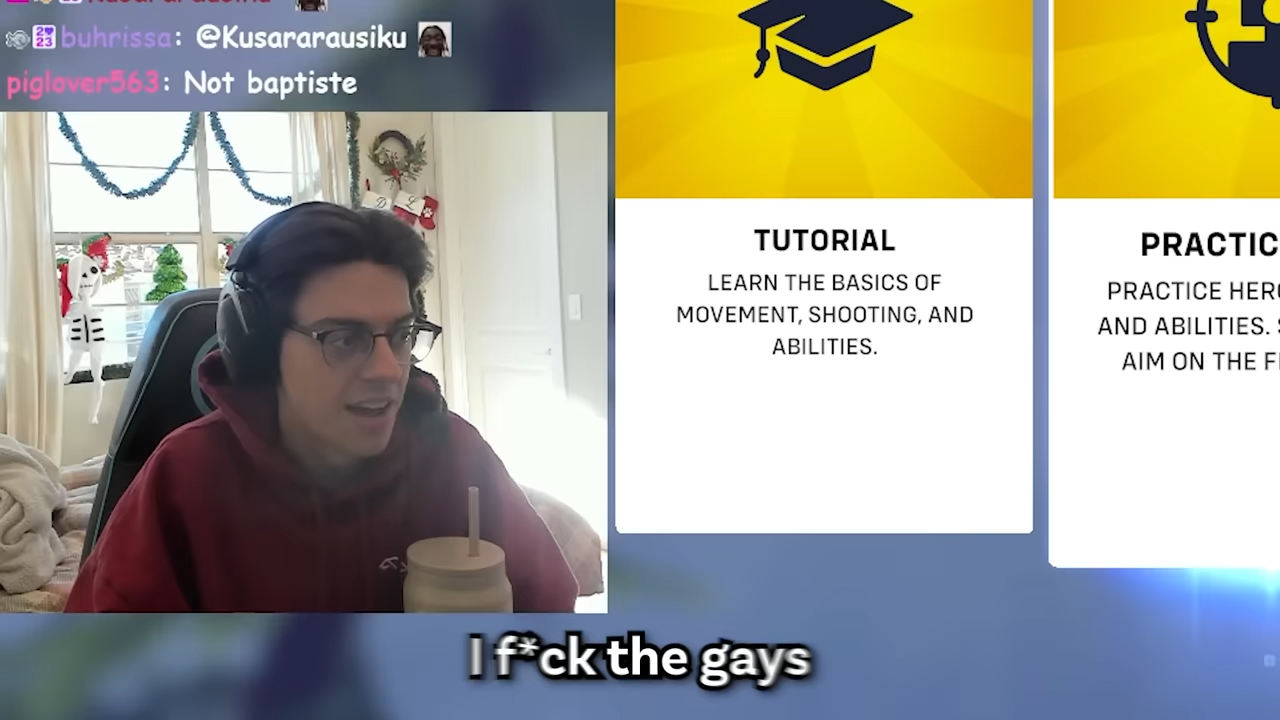 buhrissa: @Kusararausiku
piglover563: Not baptiste
D L
TUTORIAL
LEARN THE BASICS OF
MOVEMENT, SHOOTING, AND
ABILITIES.
PRACTIC
PRACTICE HERO
AND ABILITIES.
AIM ON THE
I f*ck the gays